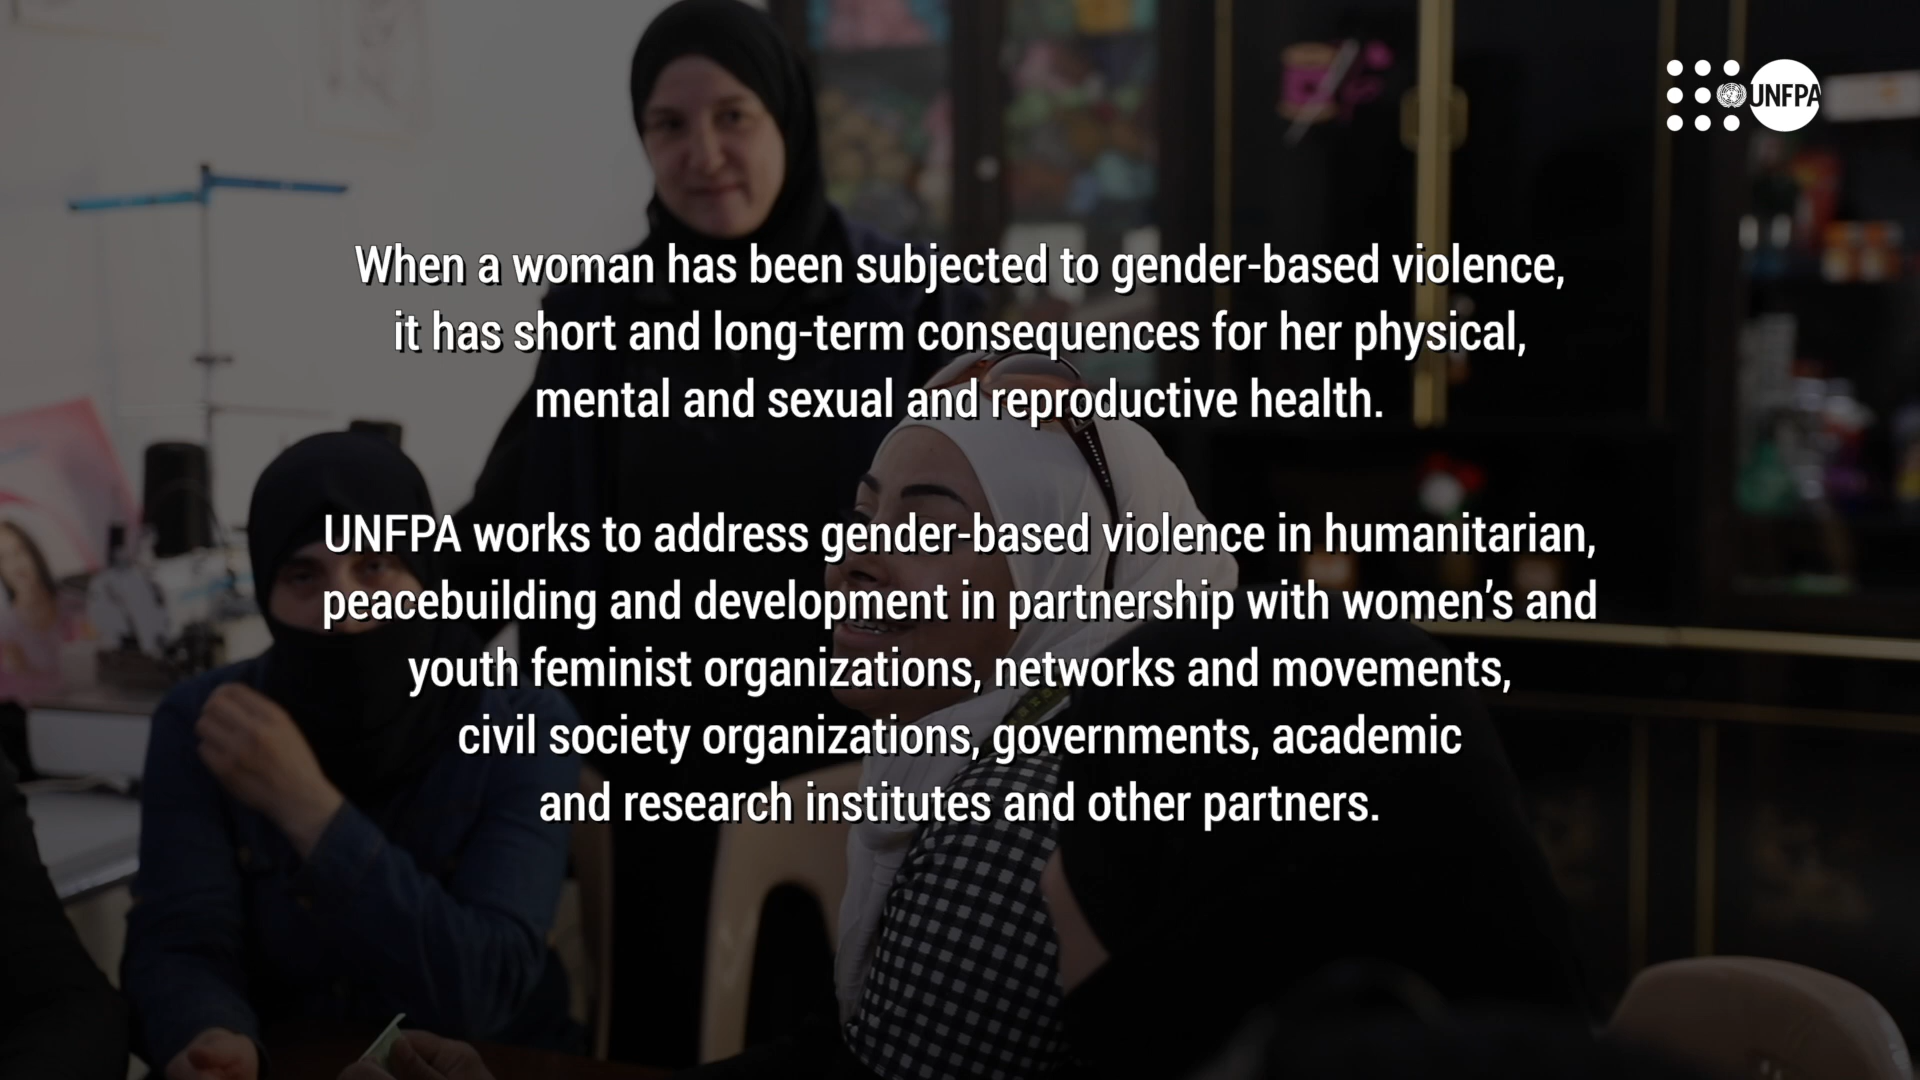 UNFPA
When a woman has been subjected to gender-based violence,
it has short and long-term consequences for her physical,
mental and sexual and reproductive health.
UNFPA works to address gender-based violence in humanitarian,
peacebuilding and development in partnership with women’s and
youth feminist organizations, networks and movements,
civil society organizations, governments, academic
and research institutes and other partners.